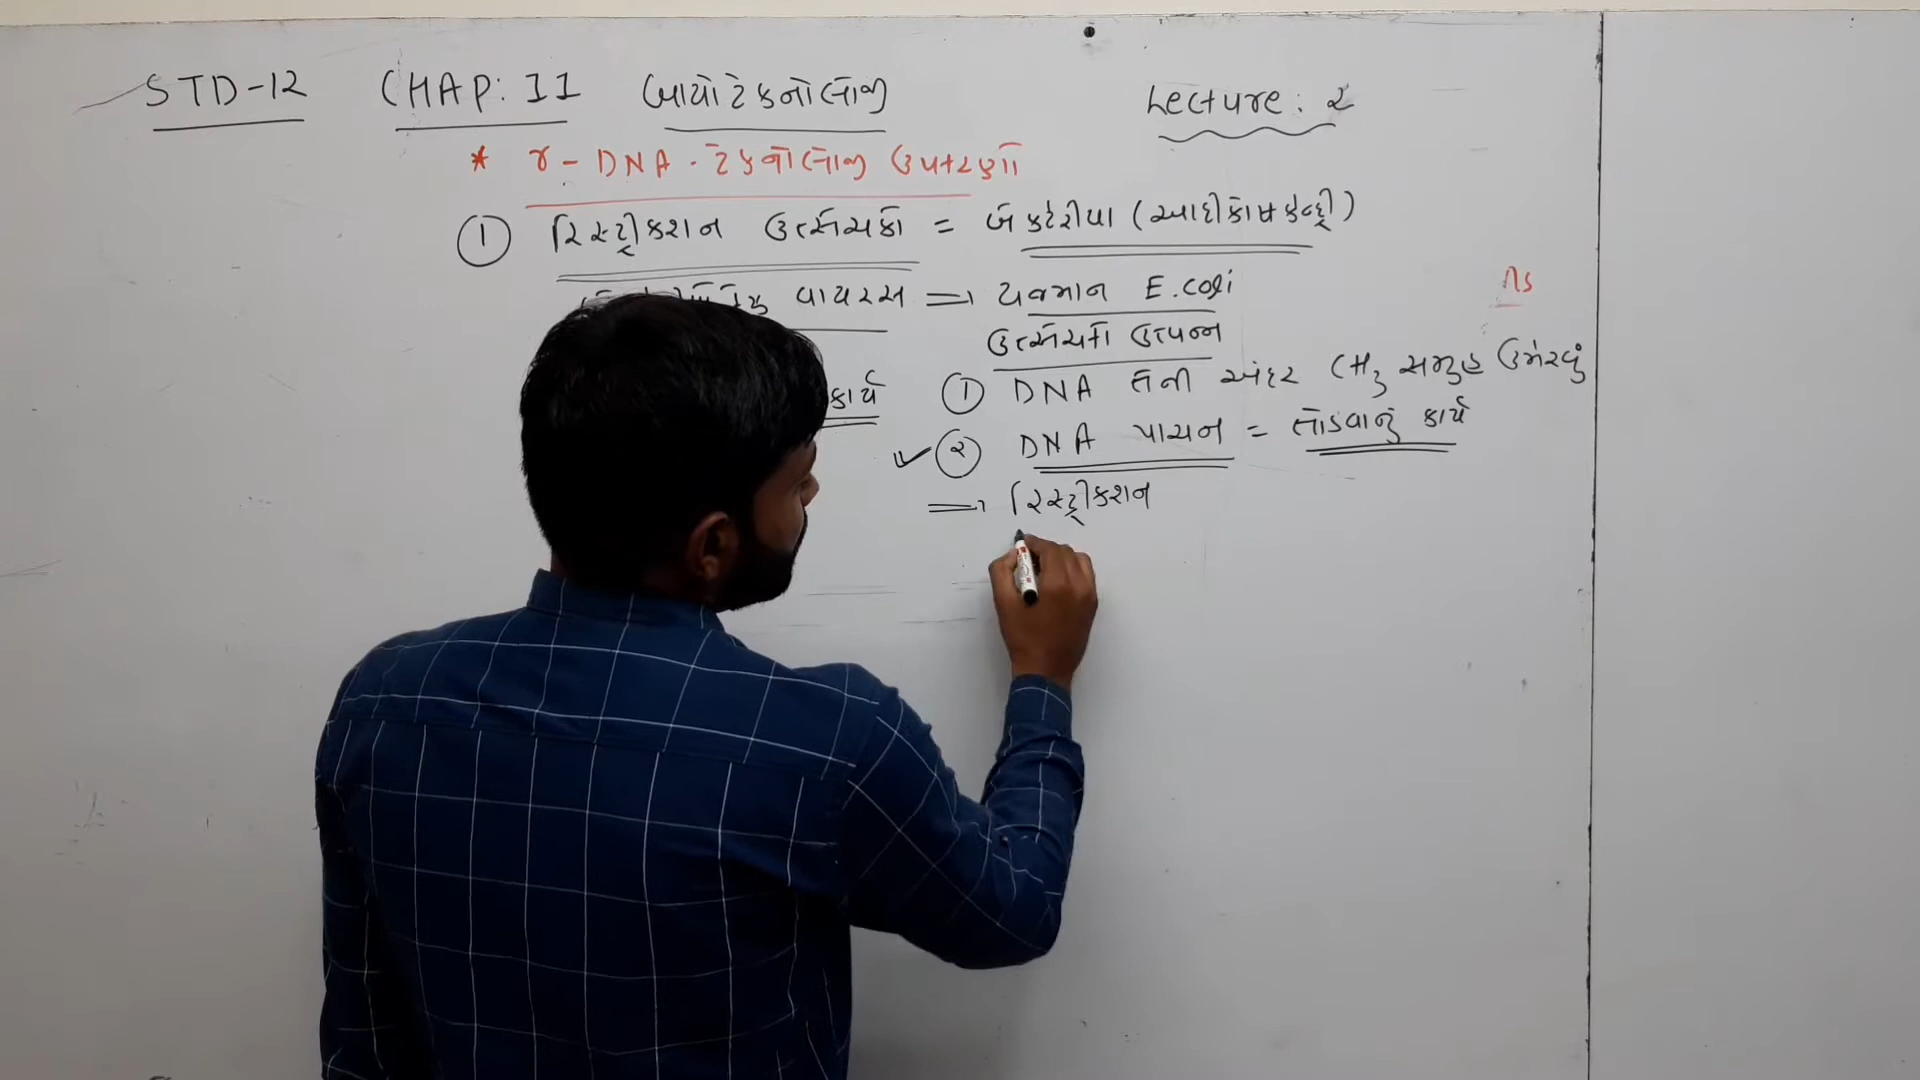 STD-12 CHAP: 11 બાયોટેકનોલોજી Lecture: ૨
* r-DNA - ટેકનોલોજી ઉપકરણો
① રિસ્ટ્રીકશન ઉત્સેચકો = બેક્ટેરીયા (આદીકોષકેન્દ્રી)
વાયરસ ⇒ યજમાન E.coli
ઉત્સેચકો ઉત્પન્ન
કાર્ય ① DNA તેની અંદર CH3 સમુહ ઉમેરવું
② DNA પાચન = તોડવાનું કાર્ય
⇒ રિસ્ટ્રીકશન